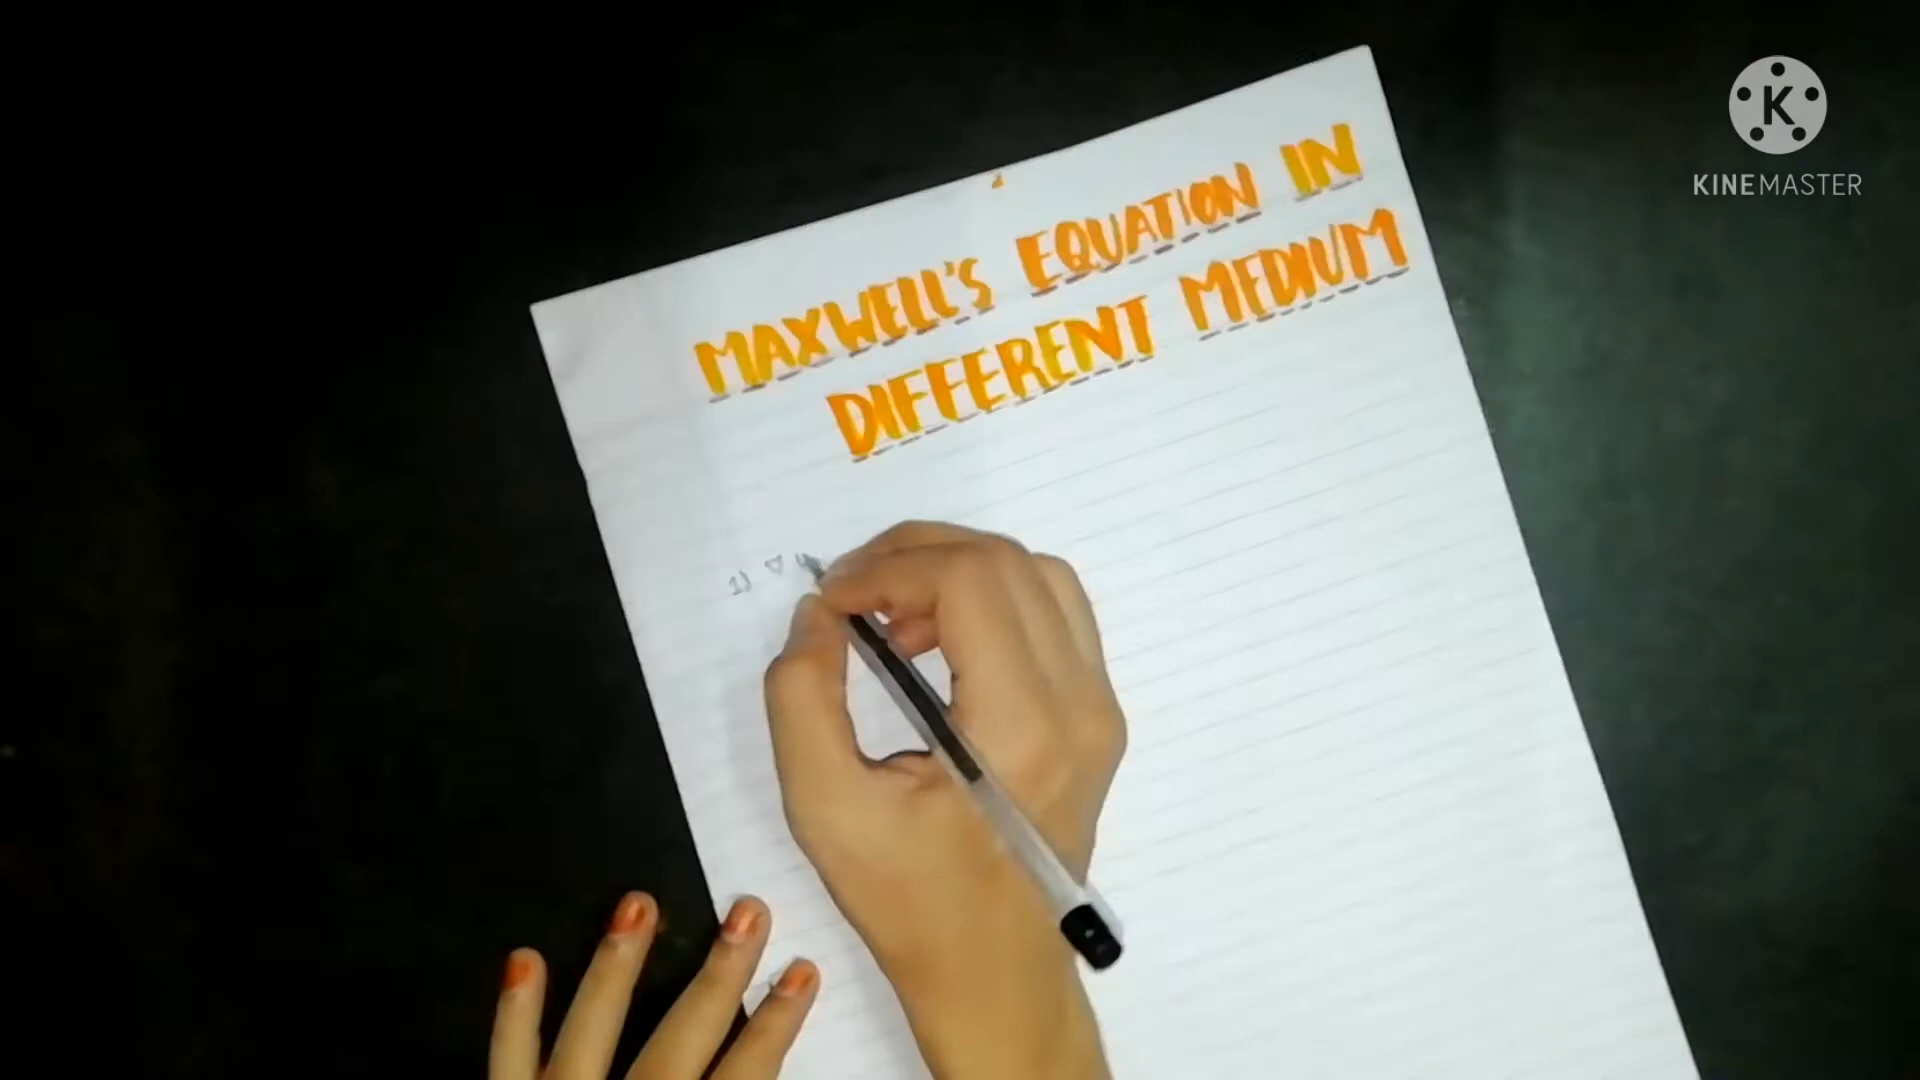 MAXWELL'S EQUATION IN
DIFFERENT MEDIUM
1) ∇
KINEMASTER